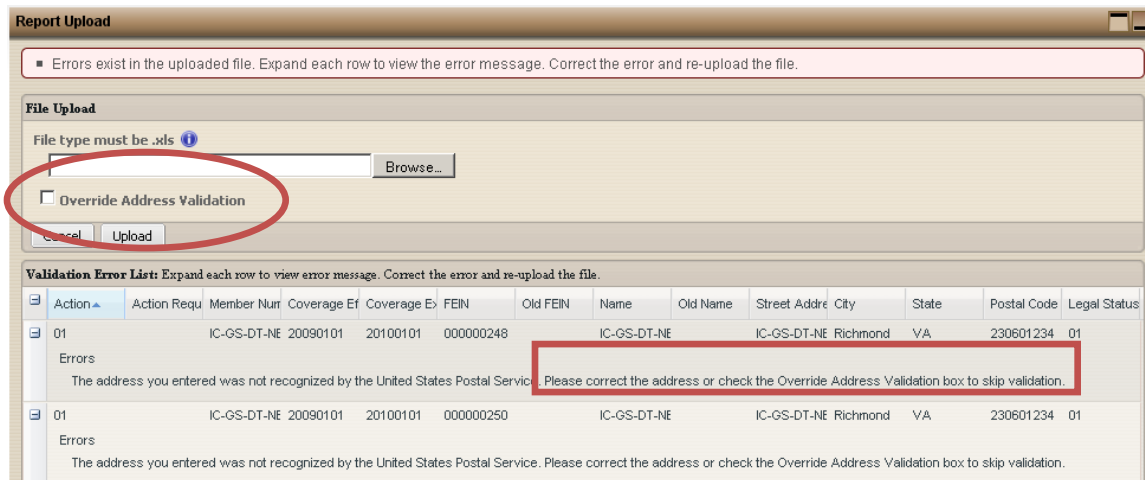 Report Upload
Errors exist in the uploaded file. Expand each row to view the error message. Correct the error and re-upload the file.
File Upload
File type must be .xls
Browse...
Override Address Validation
Cancel Upload
Validation Error List: Expand each row to view error message. Correct the error and re-upload the file.
Action Action Requ Member Num Coverage Ef Coverage Ex FEIN Old FEIN Name Old Name Street Addre City State Postal Code Legal Status
01 IC-GS-DT-NE 20090101 20100101 000000248 IC-GS-DT-NE IC-GS-DT-NE Richmond VA 230601234 01
Errors
The address you entered was not recognized by the United States Postal Service. Please correct the address or check the Override Address Validation box to skip validation.
01 IC-GS-DT-NE 20090101 20100101 000000250 IC-GS-DT-NE IC-GS-DT-NE Richmond VA 230601234 01
Errors
The address you entered was not recognized by the United States Postal Service. Please correct the address or check the Override Address Validation box to skip validation.